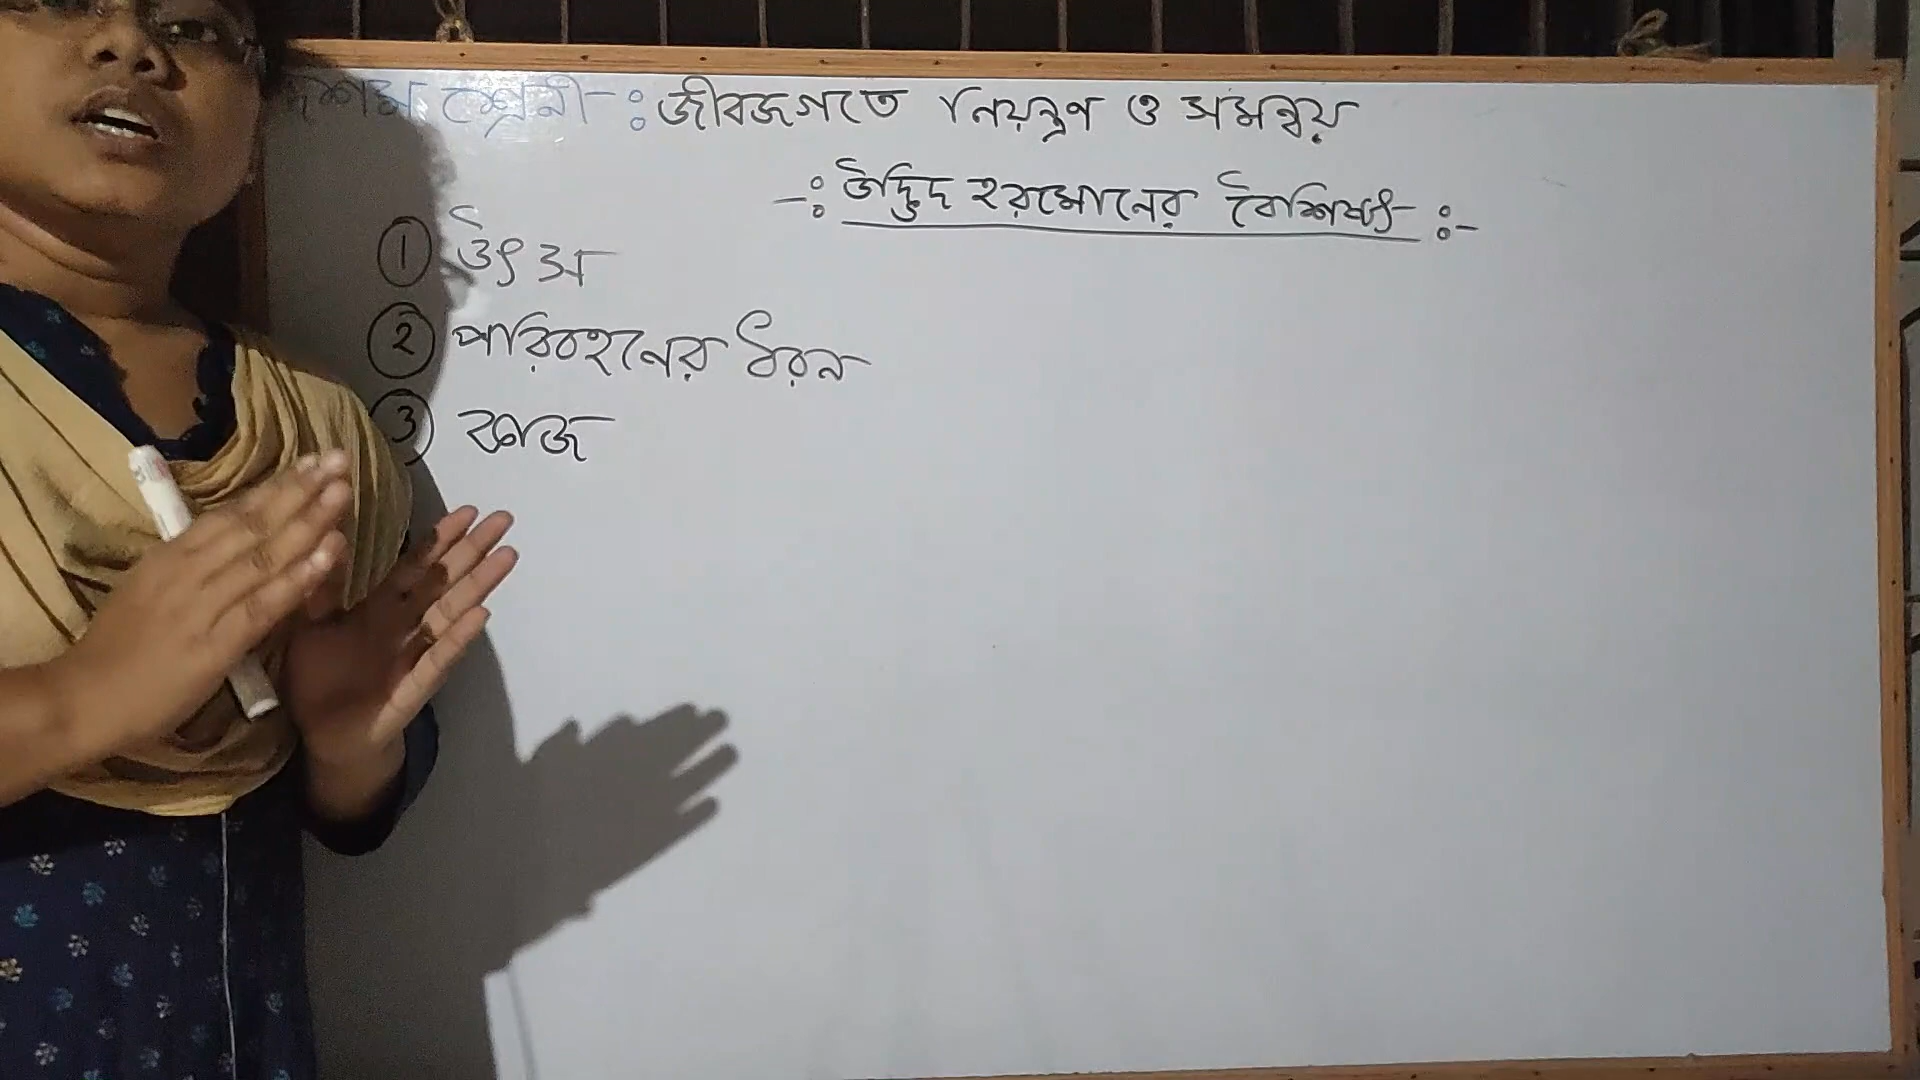 দশম শ্রেনী-: জীবজগতে নিয়ন্ত্রণ ও সমন্বয়
-: উদ্ভিদ হরমোনের বৈশিষ্ট্য :-
① উৎস
② পরিবহনের ধরন
③ কাজ